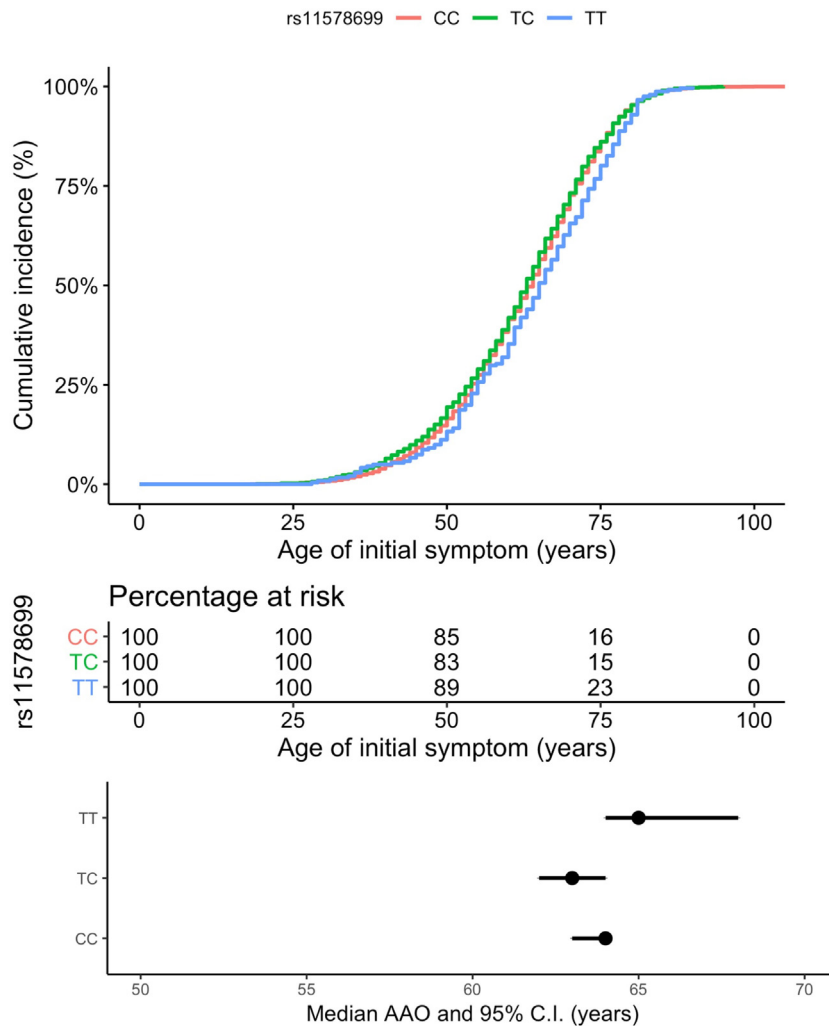 rs11578699 CC TC TT
Cumulative incidence (%)
100%
75%
50%
25%
0%
0 25 50 75 100
Age of initial symptom (years)
Percentage at risk
rs11578699
CC 100 100 85 16 0
TC 100 100 83 15 0
TT 100 100 89 23 0
0 25 50 75 100
Age of initial symptom (years)
TT
TC
CC
50 55 60 65 70
Median AAO and 95% C.I. (years)